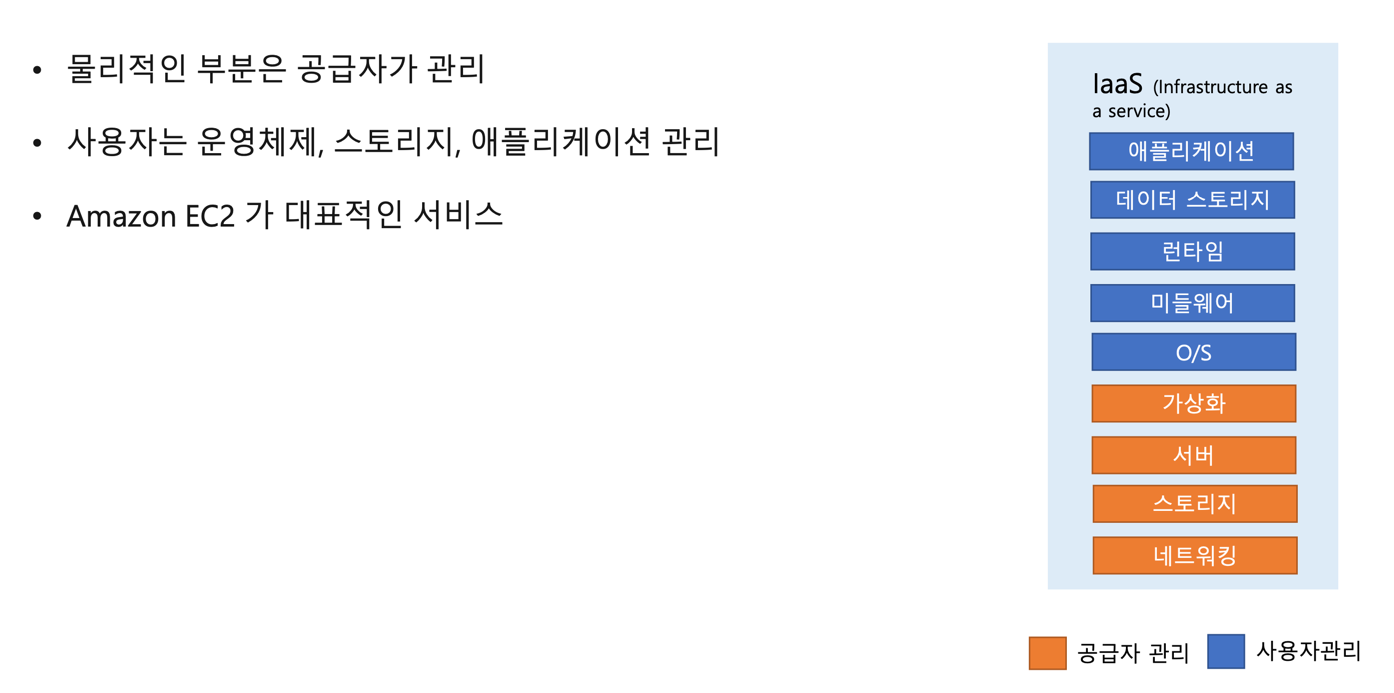 • 물리적인 부분은 공급자가 관리
• 사용자는 운영체제, 스토리지, 애플리케이션 관리
• Amazon EC2 가 대표적인 서비스
IaaS (Infrastructure as
a service)
애플리케이션
데이터 스토리지
런타임
미들웨어
O/S
가상화
서버
스토리지
네트워킹
공급자 관리
사용자관리